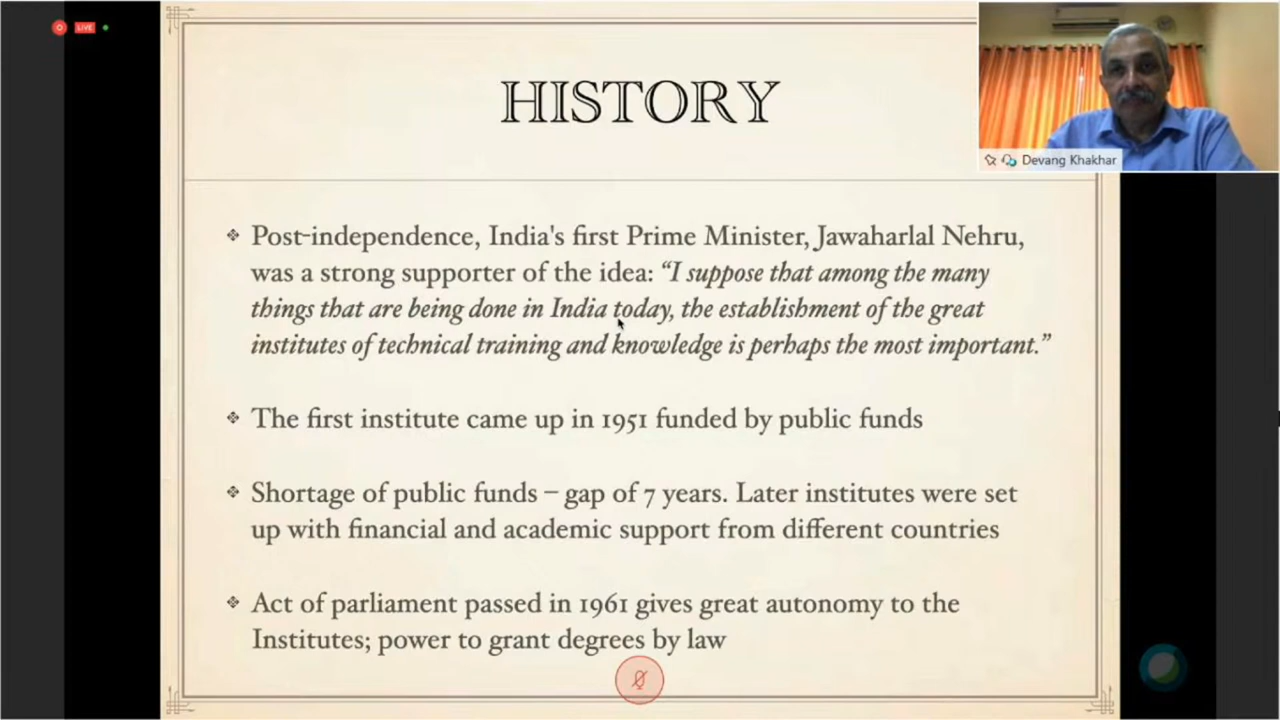 LIVE
HISTORY
Devang Khakhar
Post-independence, India's first Prime Minister, Jawaharlal Nehru,
was a strong supporter of the idea: “I suppose that among the many
things that are being done in India today, the establishment of the great
institutes of technical training and knowledge is perhaps the most important.”
The first institute came up in 1951 funded by public funds
Shortage of public funds – gap of 7 years. Later institutes were set
up with financial and academic support from different countries
Act of parliament passed in 1961 gives great autonomy to the
Institutes; power to grant degrees by law